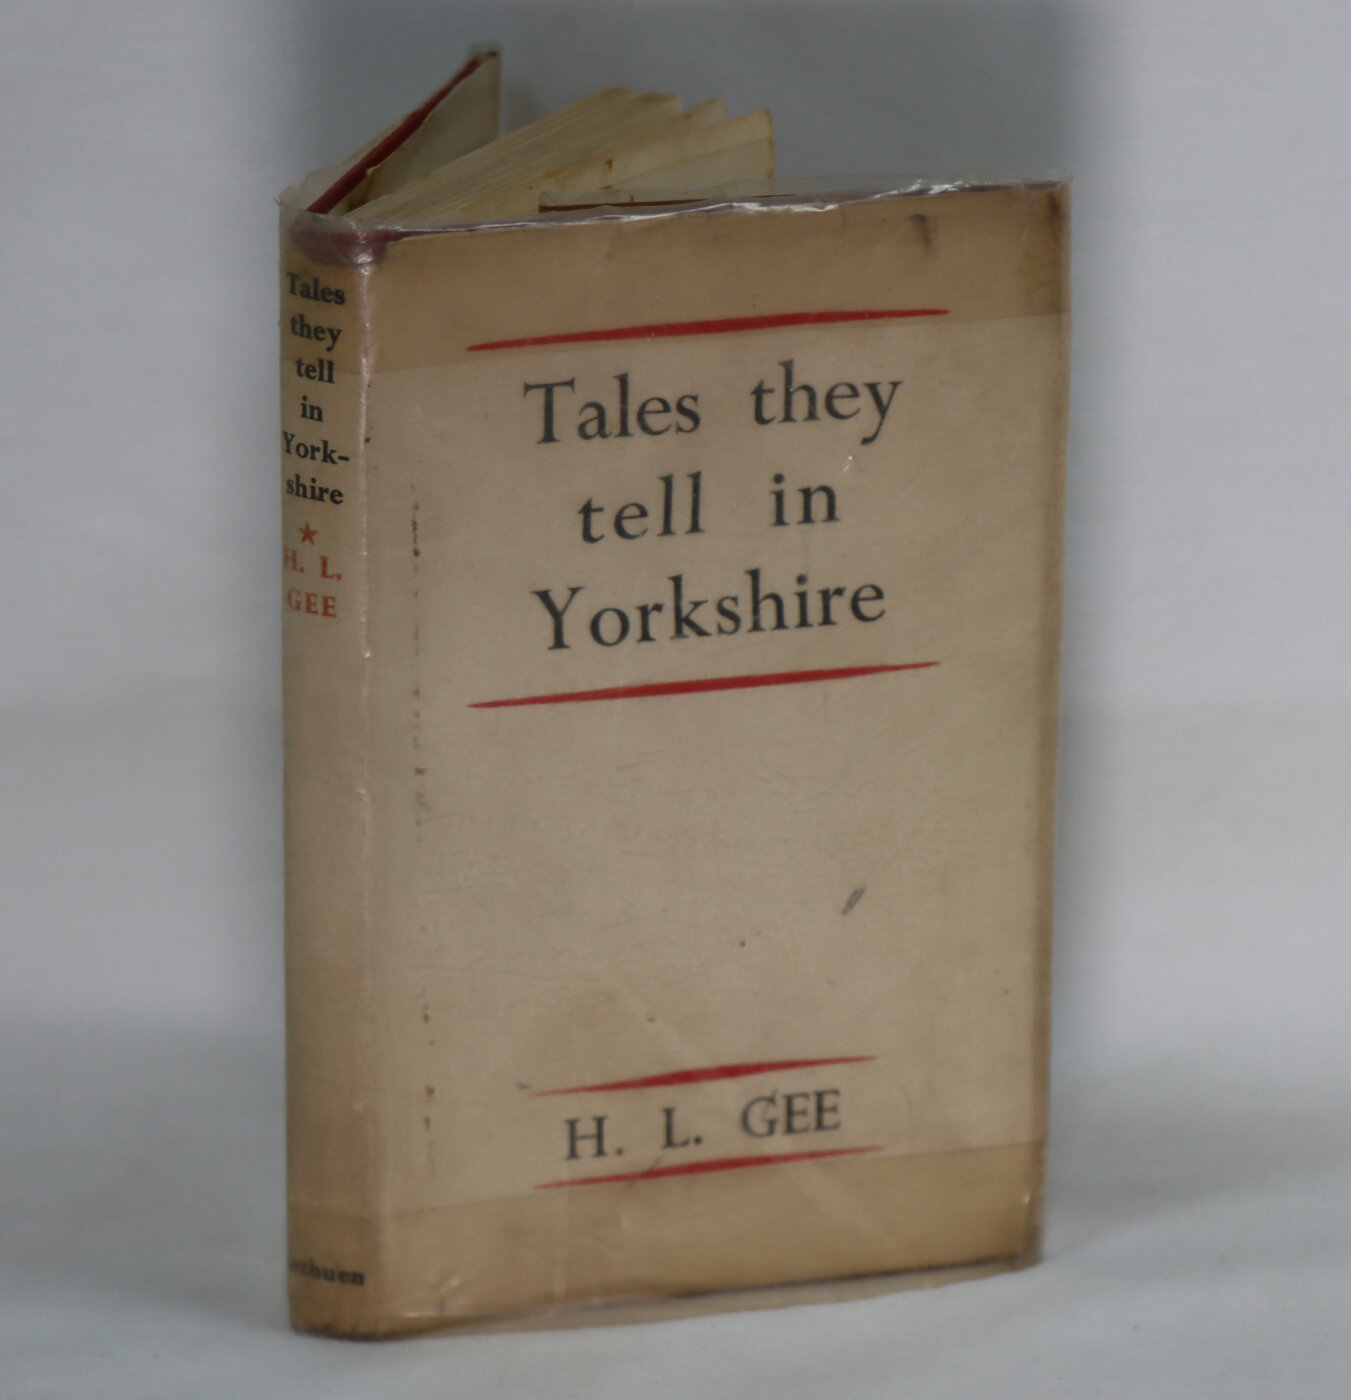 Tales
they
tell
in
York-
shire
H. L.
GEE
Tales they
tell in
Yorkshire
H. L. GEE